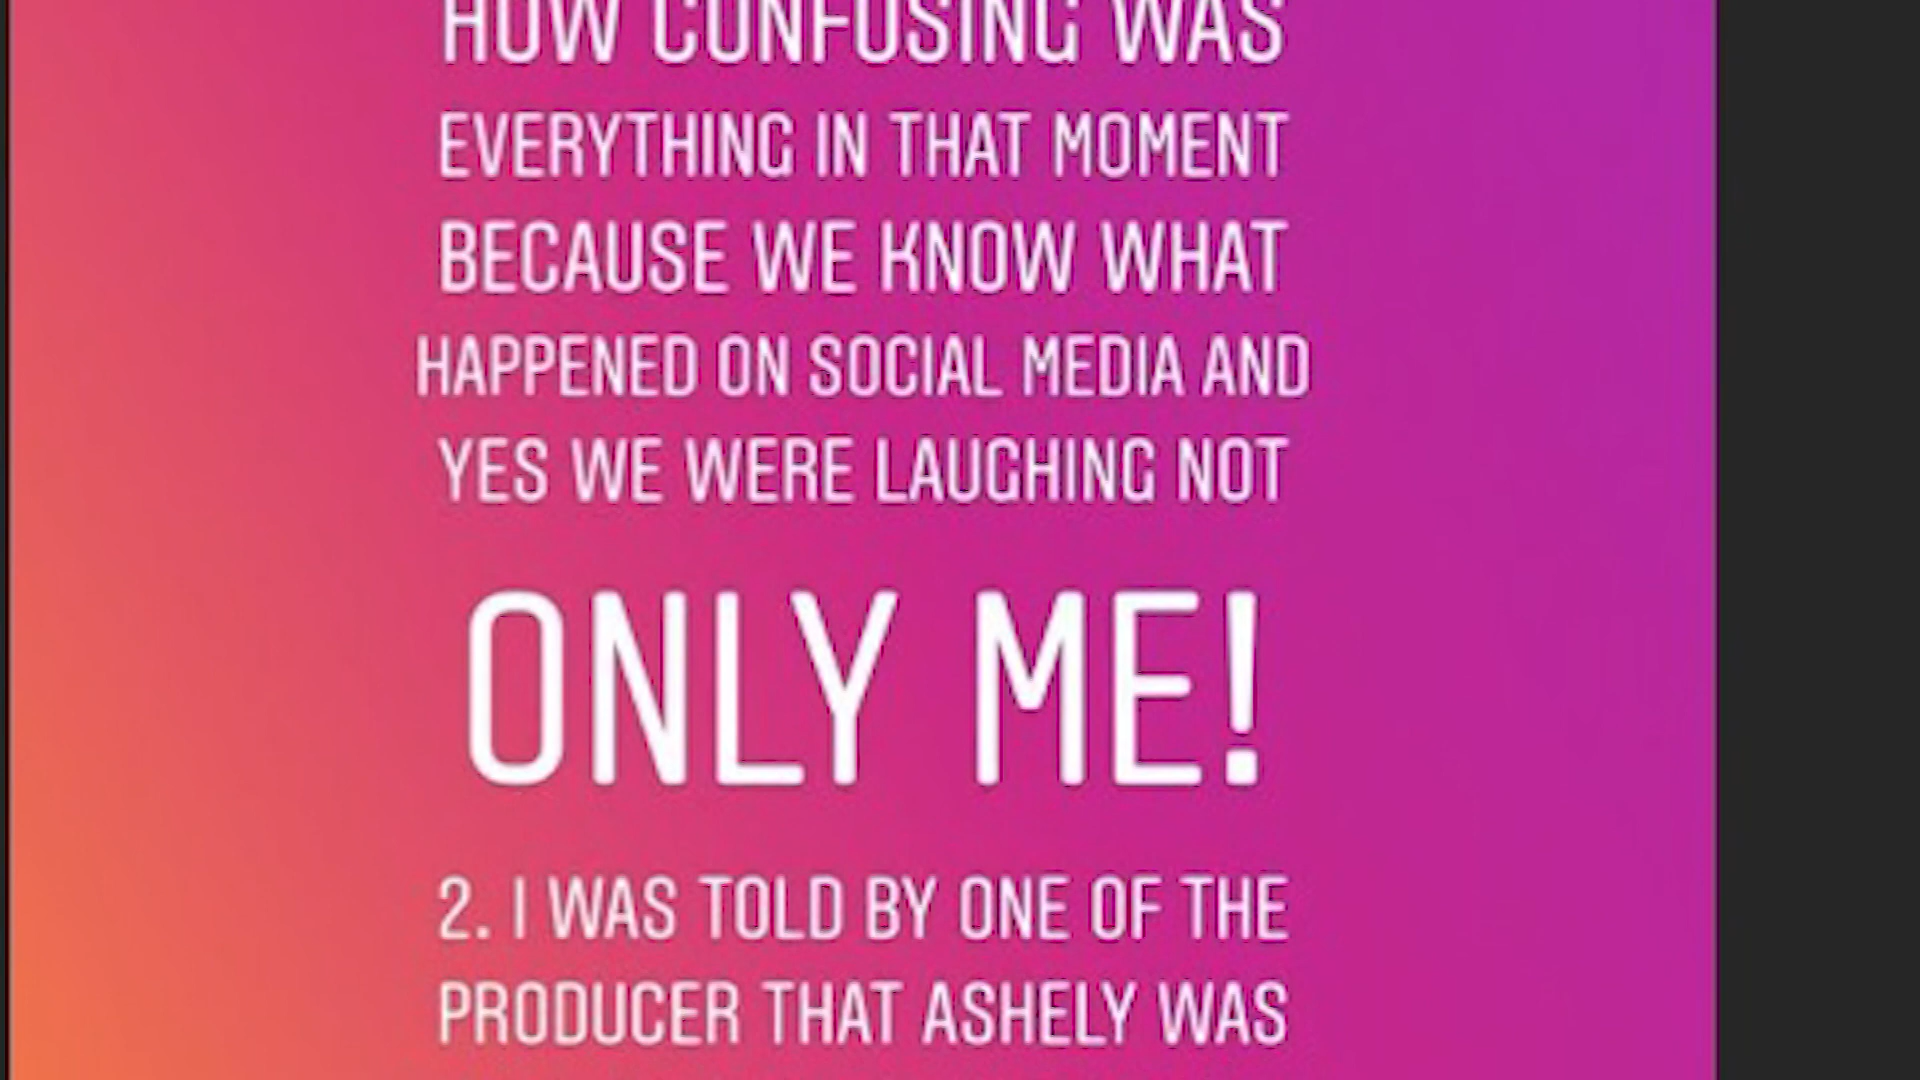 HOW CONFUSING WAS
EVERYTHING IN THAT MOMENT
BECAUSE WE KNOW WHAT
HAPPENED ON SOCIAL MEDIA AND
YES WE WERE LAUGHING NOT
ONLY ME!
2. I WAS TOLD BY ONE OF THE
PRODUCER THAT ASHELY WAS